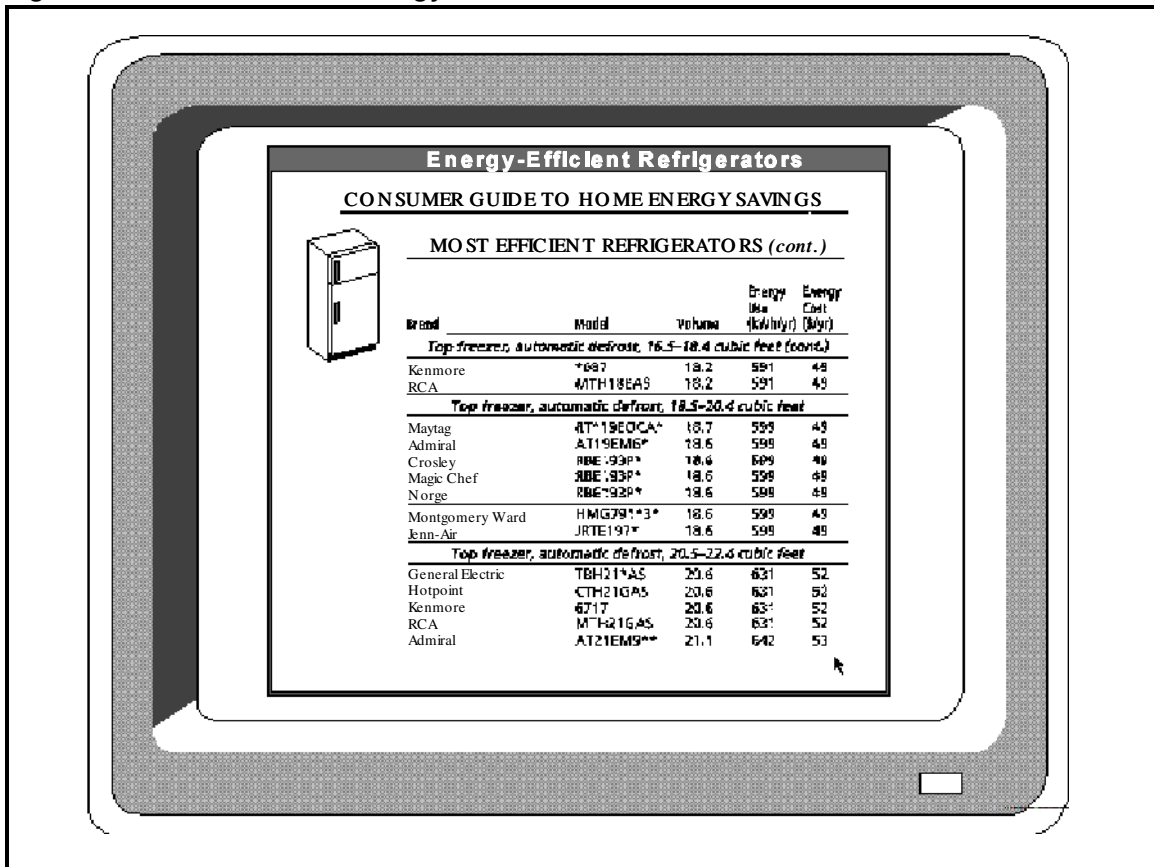 Energy-Efficient Refrigerators
CONSUMER GUIDE TO HOME ENERGY SAVINGS
MOST EFFICIENT REFRIGERATORS (cont.)
Energy Energy
Use Cost
Brand Model Volume (kWh/yr) ($/yr)
Top freezer, automatic defrost, 16.5–18.4 cubic feet (cont.)
Kenmore 18.2 591 49
RCA MTH18EAS 18.2 591 49
Top freezer, automatic defrost, 18.5–20.4 cubic feet
Maytag 18.7 599 49
Admiral AT19EM6* 18.6 599 49
Crosley 18.6 599 49
Magic Chef 18.6 599 49
Norge 18.6 599 49
Montgomery Ward 18.6 599 49
Jenn-Air JRTE197* 18.6 599 49
Top freezer, automatic defrost, 20.5–22.4 cubic feet
General Electric TBH21*AS 20.6 631 52
Hotpoint CTH21GAS 20.6 631 52
Kenmore 6717 20.6 631 52
RCA MTH21GAS 20.6 631 52
Admiral AT21EM9** 21.1 642 53